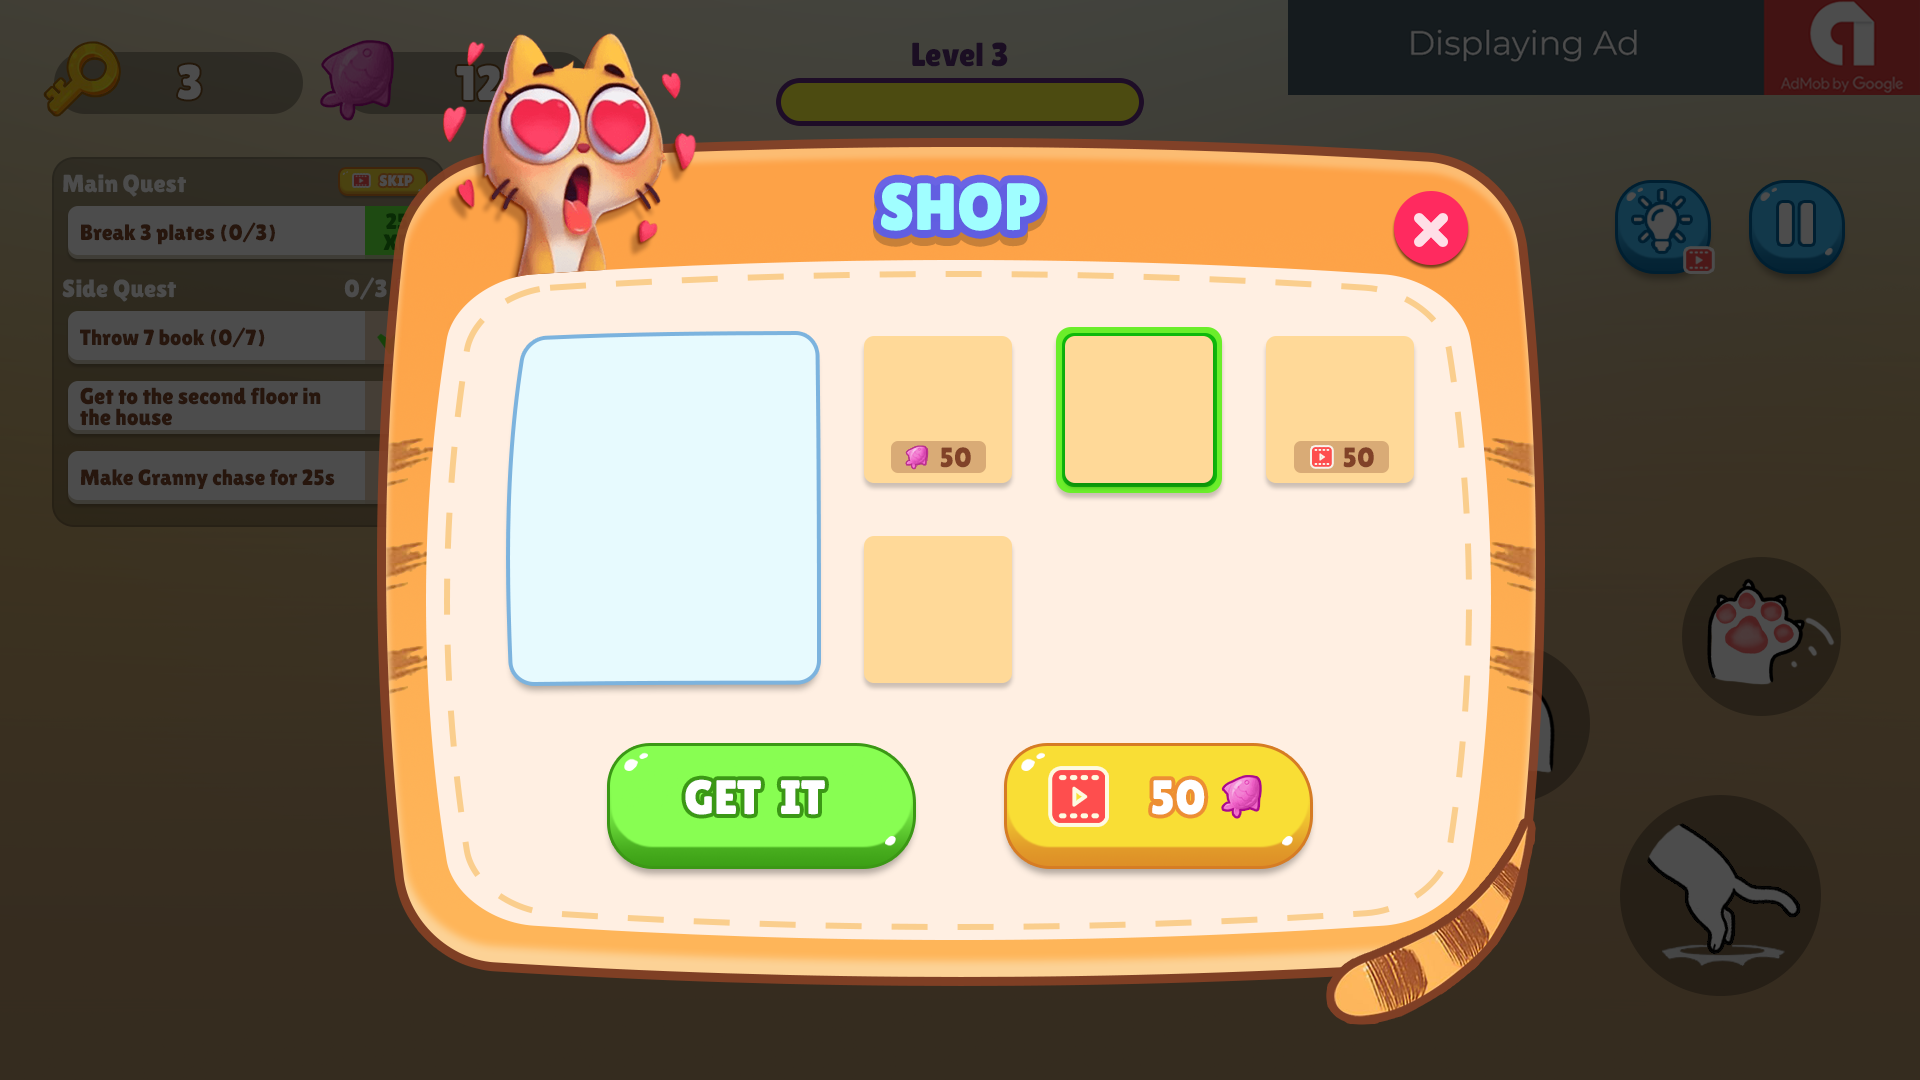 3
12
Level 3
Displaying Ad
AdMob by Google
Main Quest
SKIP
Break 3 plates (0/3)
Side Quest
0/3
Throw 7 book (0/7)
Get to the second floor in
the house
Make Granny chase for 25s
SHOP
50
50
GET IT
50